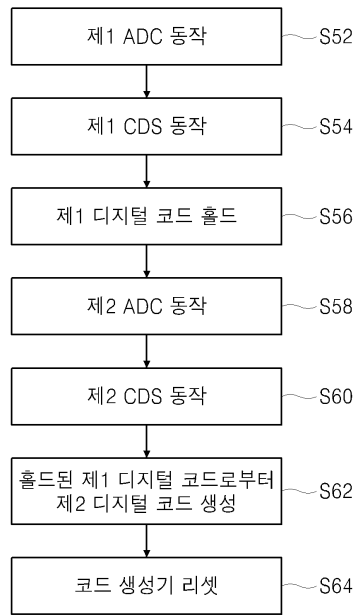 제1 ADC 동작
S52
제1 CDS 동작
S54
제1 디지털 코드 홀드
S56
제2 ADC 동작
S58
제2 CDS 동작
S60
홀드된 제1 디지털 코드로부터
제2 디지털 코드 생성
S62
코드 생성기 리셋
S64